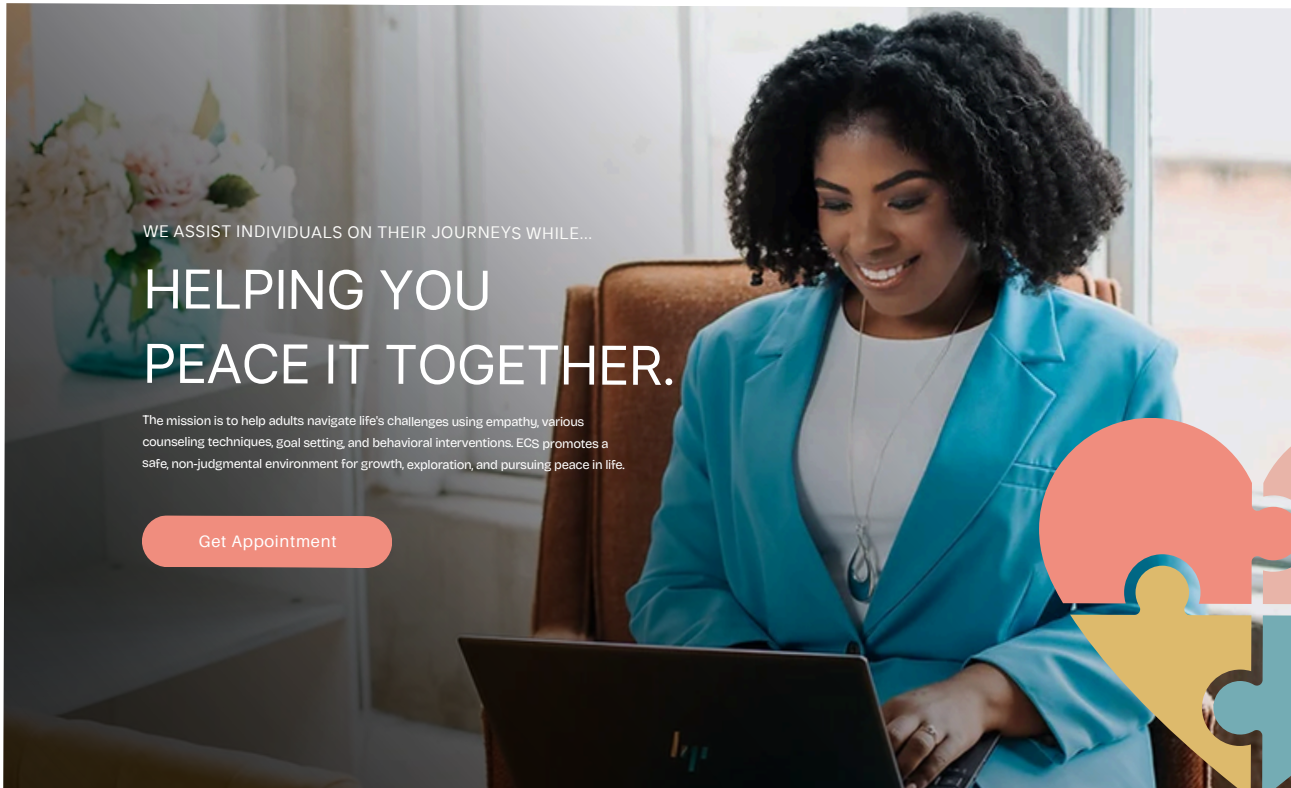 WE ASSIST INDIVIDUALS ON THEIR JOURNEYS WHILE...
HELPING YOU
PEACE IT TOGETHER.
The mission is to help adults navigate life's challenges using empathy, various
counseling techniques, goal setting, and behavioral interventions. ECS promotes a
safe, non-judgmental environment for growth, exploration, and pursuing peace in life.
Get Appointment